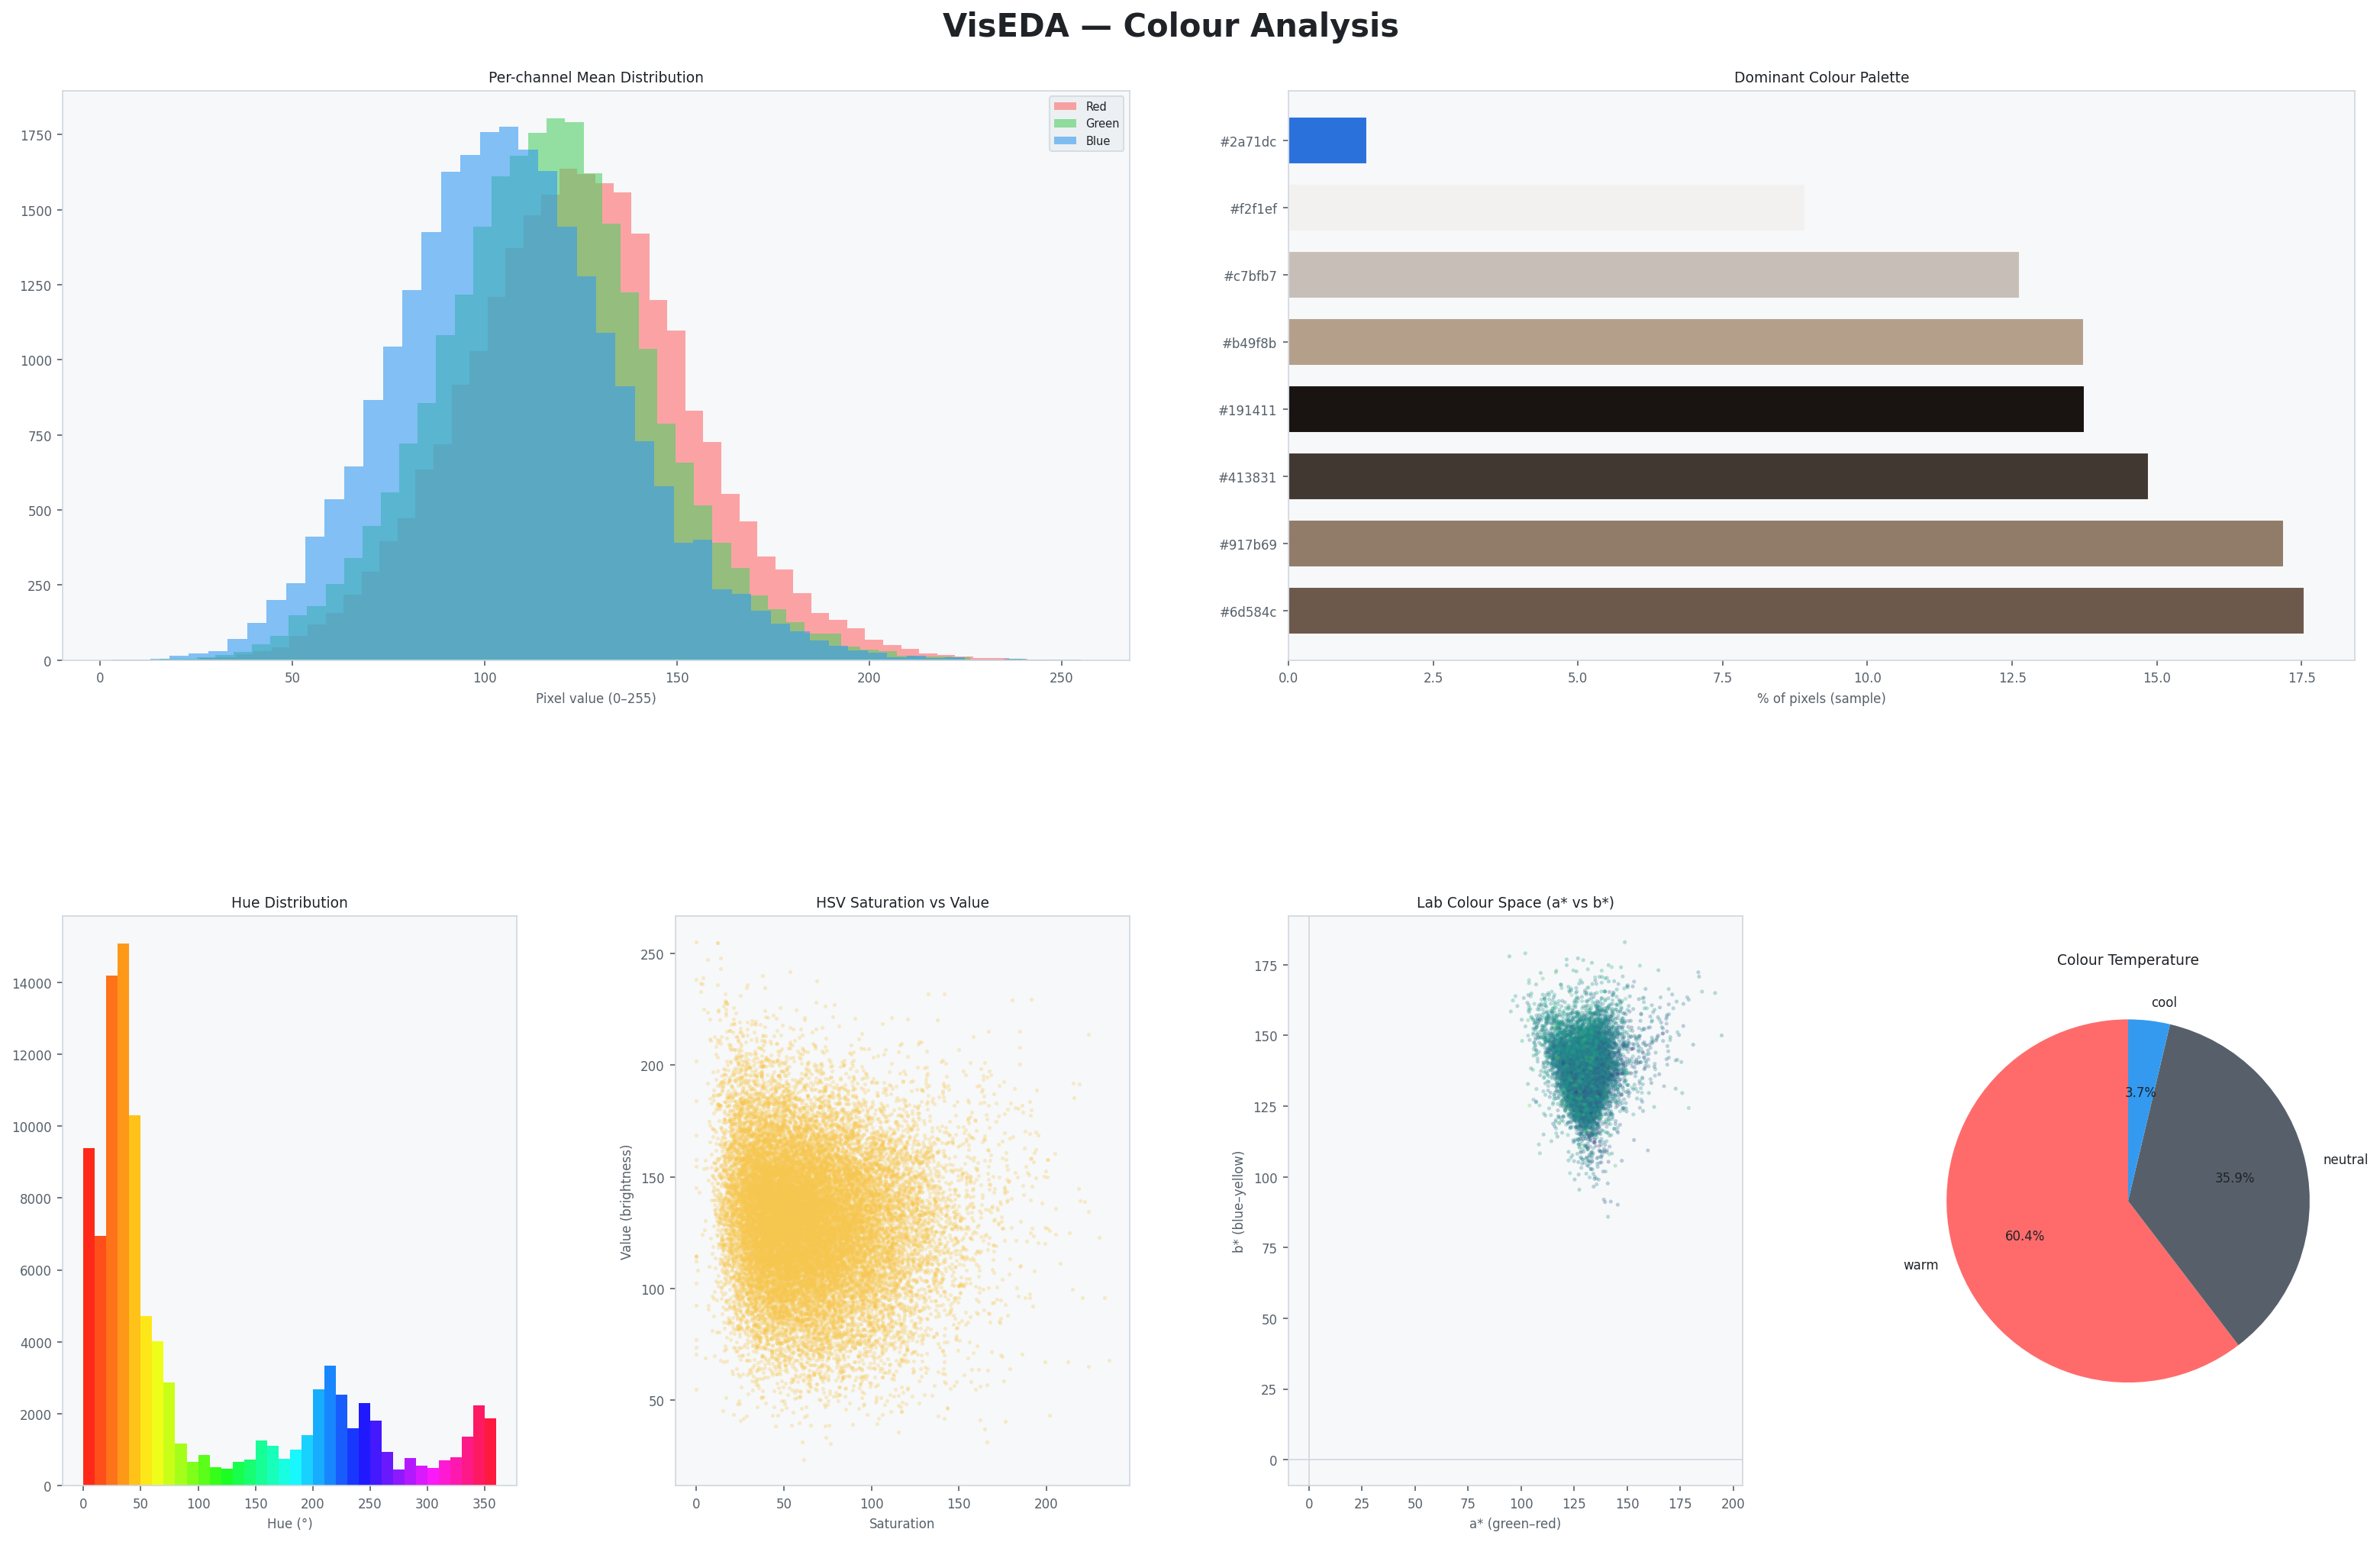 VisEDA — Colour Analysis
Per-channel Mean Distribution
Red
Green
Blue
1750
1500
1250
1000
750
500
250
0
0 50 100 150 200 250
Pixel value (0–255)
Dominant Colour Palette
#2a71dc
#f2f1ef
#c7bfb7
#b49f8b
#191411
#413831
#917b69
#6d584c
0.0 2.5 5.0 7.5 10.0 12.5 15.0 17.5
% of pixels (sample)
Hue Distribution
14000
12000
10000
8000
6000
4000
2000
0
0 50 100 150 200 250 300 350
Hue (°)
HSV Saturation vs Value
Value (brightness)
250
200
150
100
50
0 50 100 150 200
Saturation
Lab Colour Space (a* vs b*)
b* (blue–yellow)
175
150
125
100
75
50
25
0
0 25 50 75 100 125 150 175 200
a* (green–red)
Colour Temperature
cool
3.7%
neutral
35.9%
60.4%
warm